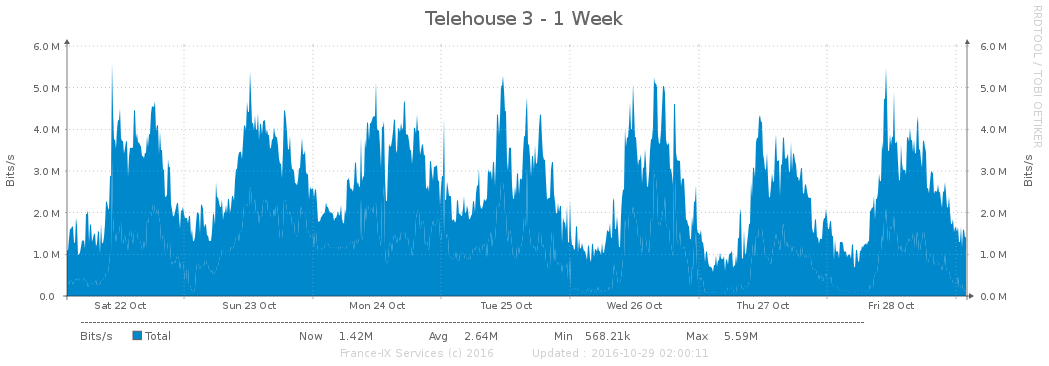 Telehouse 3 - 1 Week
RRDTOOL / TOBI OETIKER
6.0 M 6.0 M
5.0 M 5.0 M
4.0 M 4.0 M
3.0 M 3.0 M
2.0 M 2.0 M
1.0 M 1.0 M
0.0 0.0 M
Bits/s
Bits/s
Sat 22 Oct Sun 23 Oct Mon 24 Oct Tue 25 Oct Wed 26 Oct Thu 27 Oct Fri 28 Oct
Bits/s Total Now 1.42M Avg 2.64M Min 568.21k Max 5.59M
France-IX Services (c) 2016 Updated : 2016-10-29 02:00:11